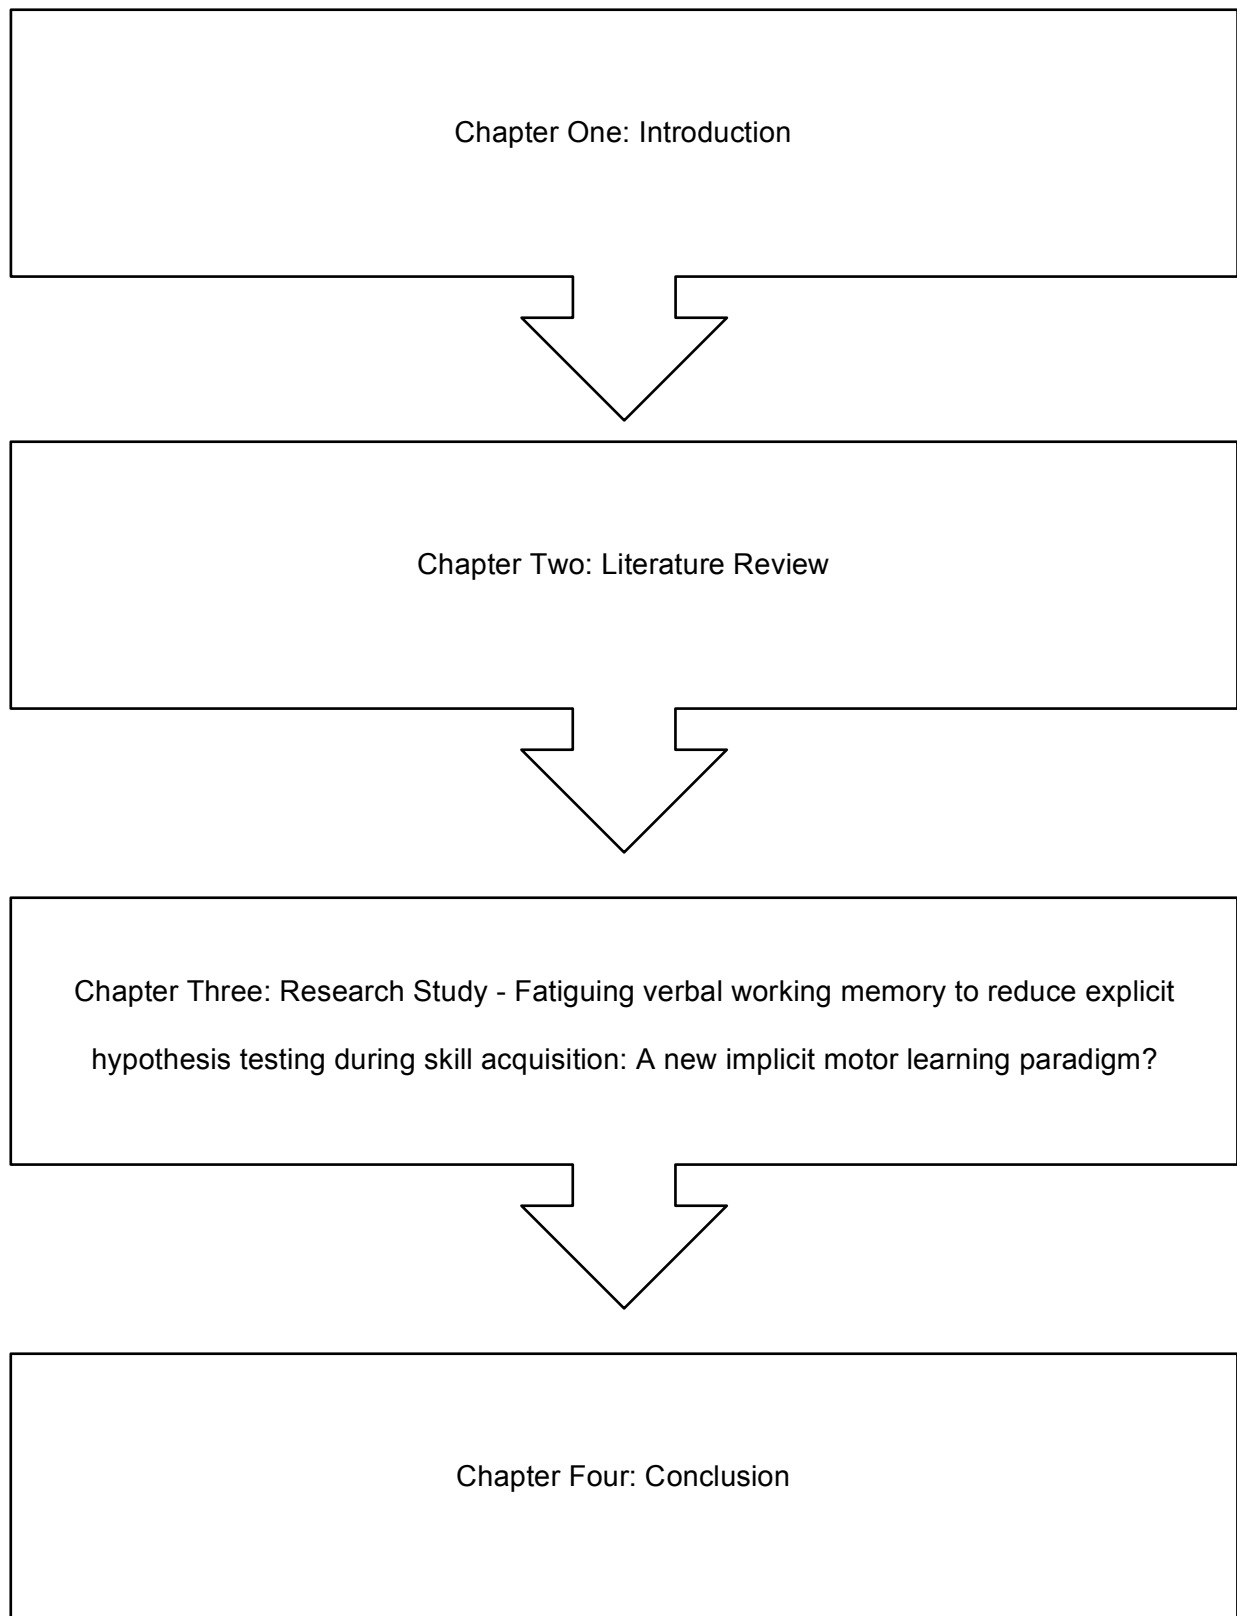 Chapter One: Introduction
Chapter Two: Literature Review
Chapter Three: Research Study - Fatiguing verbal working memory to reduce explicit
hypothesis testing during skill acquisition: A new implicit motor learning paradigm?
Chapter Four: Conclusion